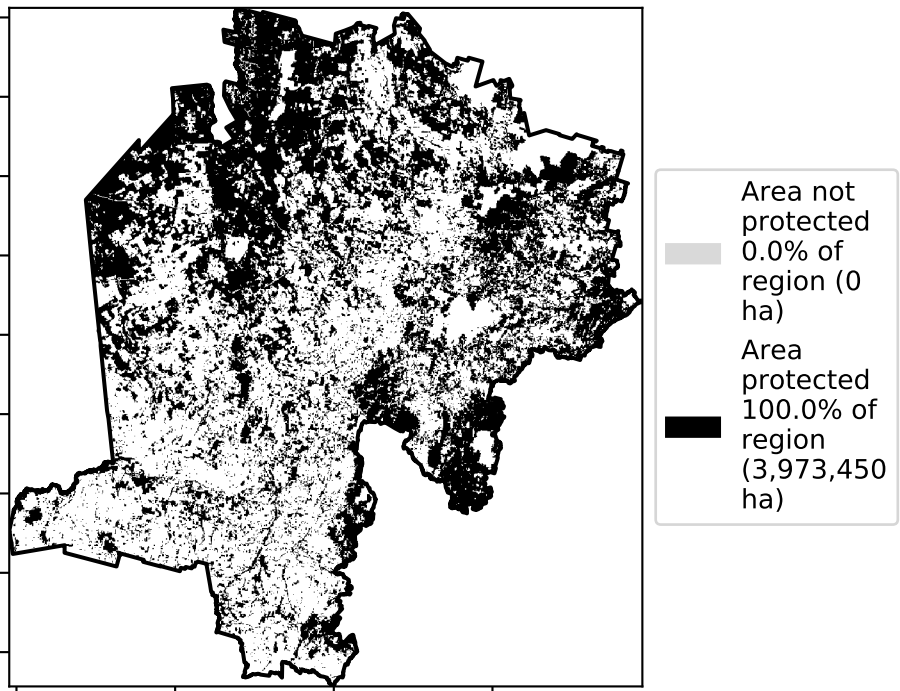 Area not
protected
0.0% of
region (0
ha)
Area
protected
100.0% of
region
(3,973,450
ha)